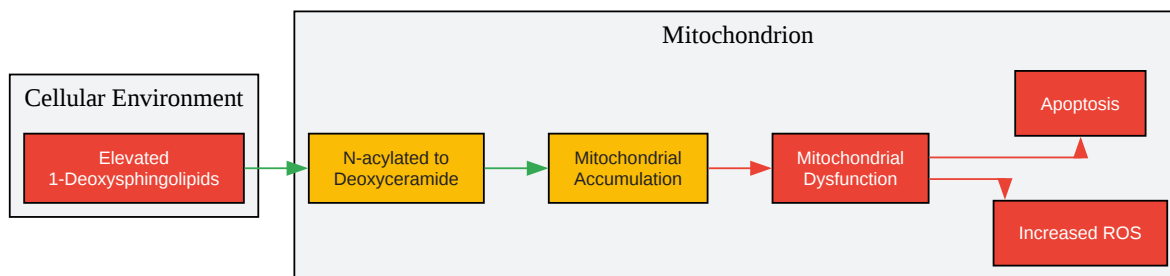 Mitochondrion
Cellular Environment
Elevated
1-Deoxysphingolipids
N-acylated to
Deoxyceramide
Mitochondrial
Accumulation
Mitochondrial
Dysfunction
Apoptosis
Increased ROS